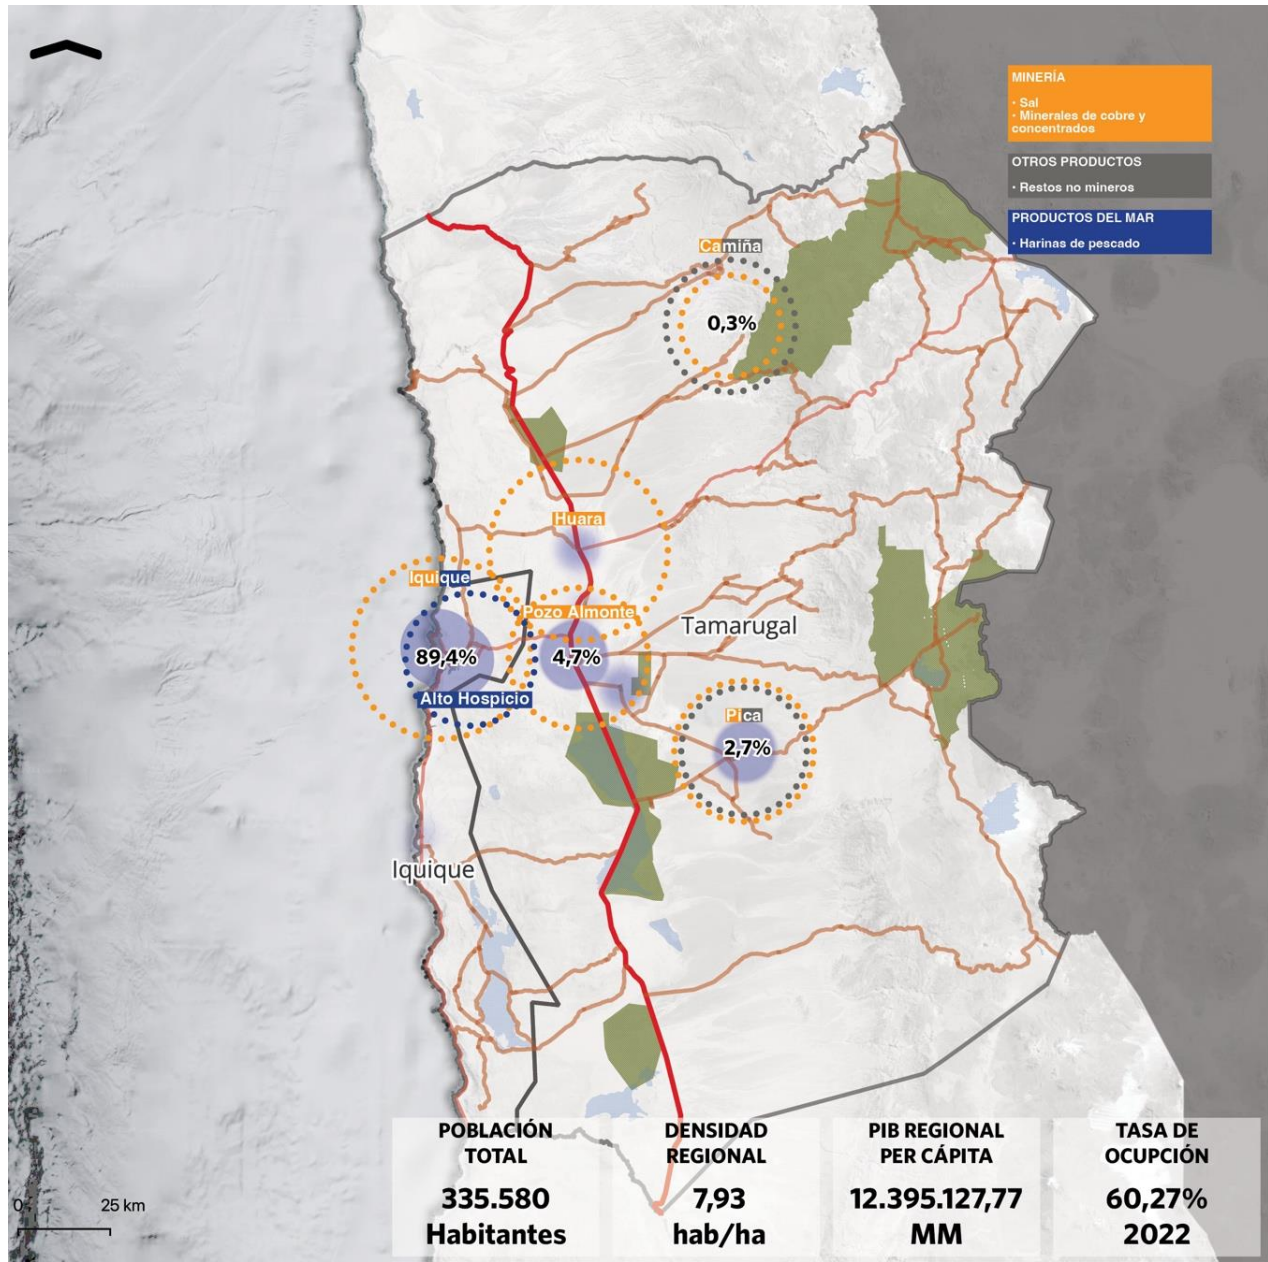 MINERÍA
· Sal
· Minerales de cobre y
concentrados
OTROS PRODUCTOS
· Restos no mineros
PRODUCTOS DEL MAR
· Harinas de pescado
Camiña
0,3%
Huara
Iquique
Pozo Almonte
Tamarugal
89,4%
4,7%
Alto Hospicio
Pica
2,7%
Iquique
POBLACIÓN
TOTAL
335.580
Habitantes
DENSIDAD
REGIONAL
7,93
hab/ha
PIB REGIONAL
PER CÁPITA
12.395.127,77
MM
TASA DE
OCUPCIÓN
60,27%
2022
0 25 km